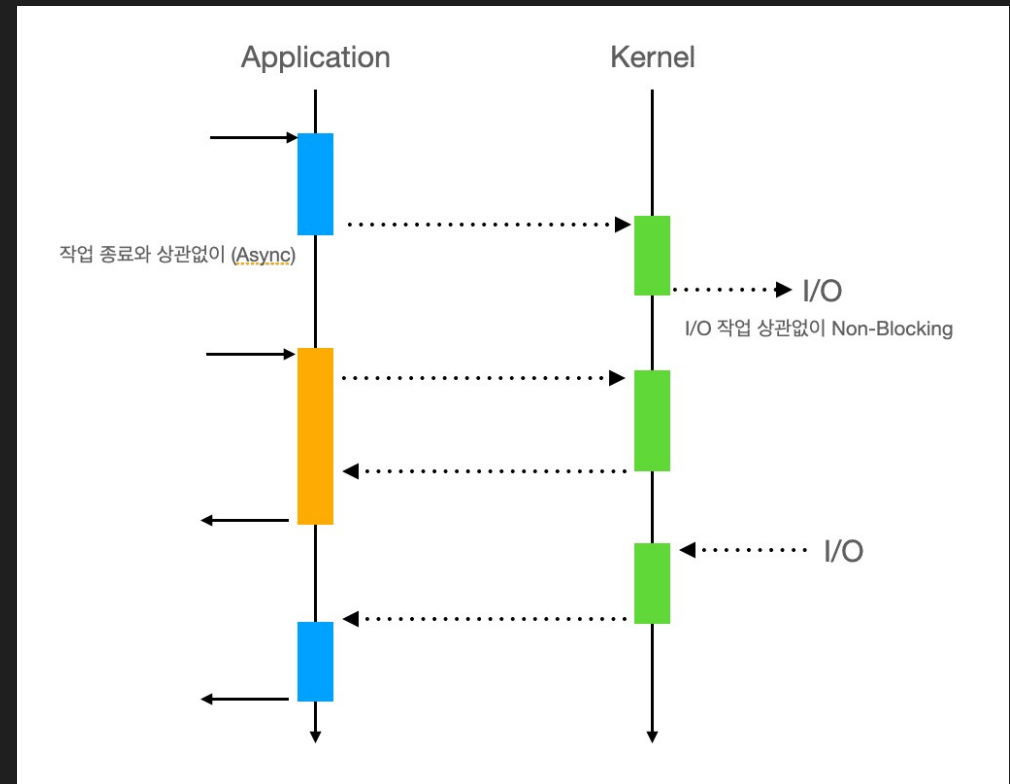 Application
Kernel
작업 종료와 상관없이 (Async)
I/O
I/O 작업 상관없이 Non-Blocking
I/O